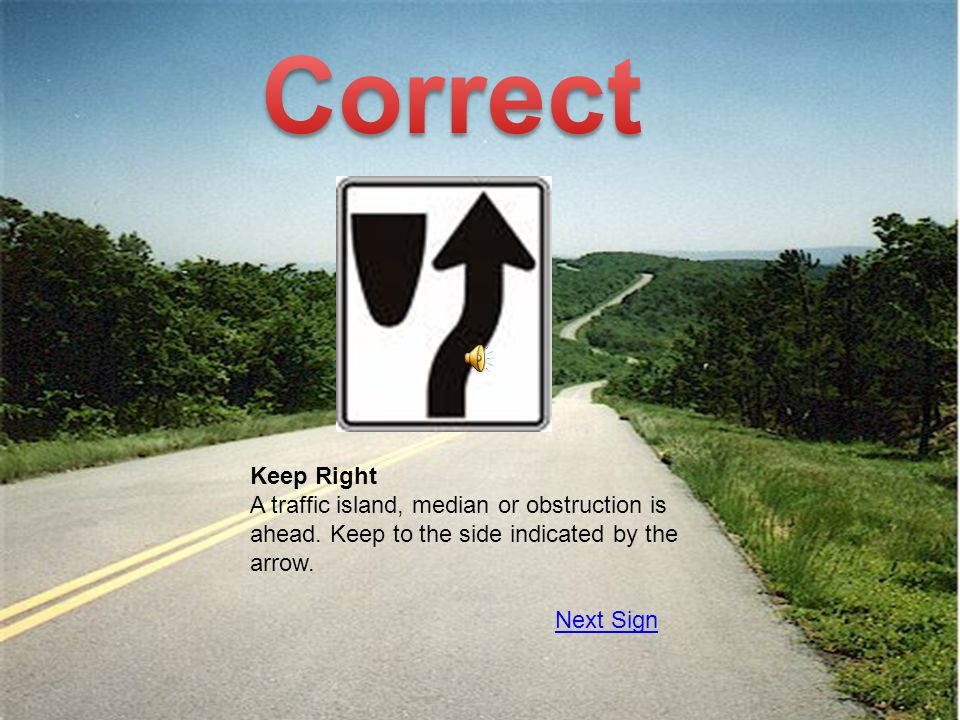 Correct
Keep Right
A traffic island, median or obstruction is
ahead. Keep to the side indicated by the
arrow.
Next Sign